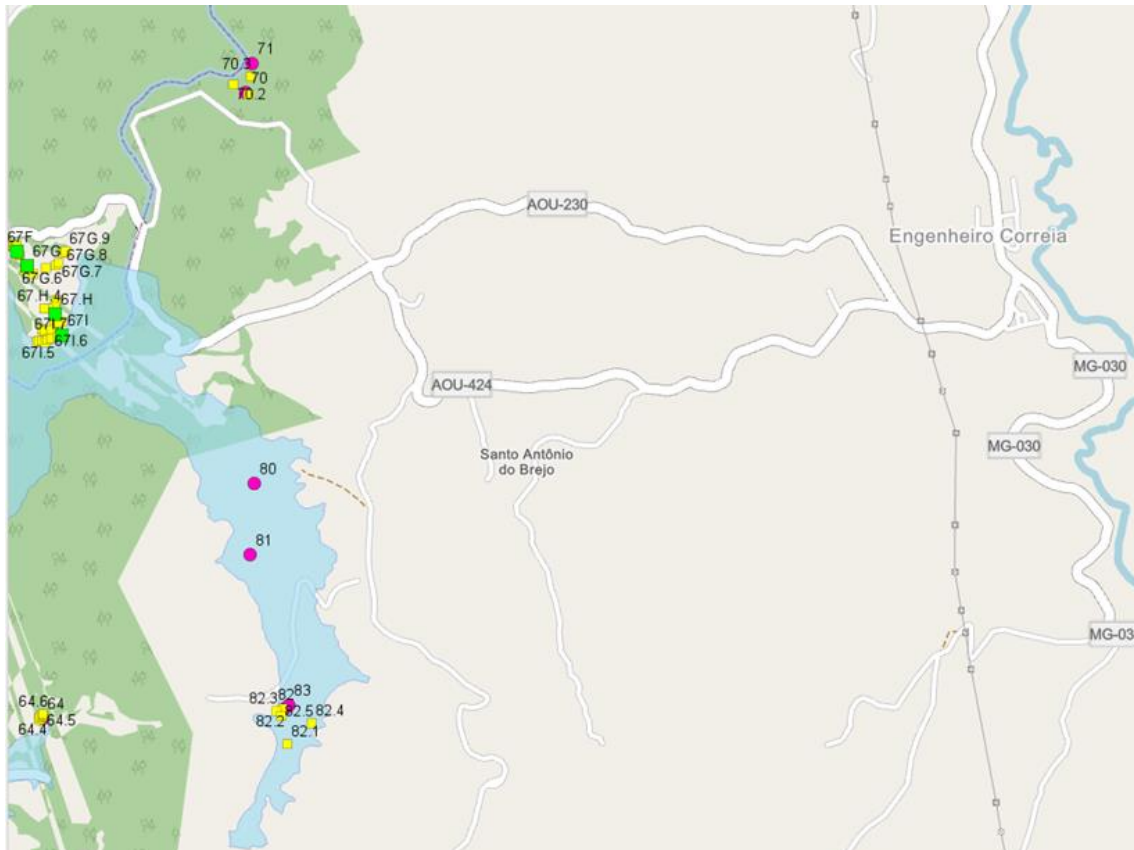 71
70.3
70
70.2
AOU-230
Engenheiro Correia
67F
67G
67G.9
67G.8
67G.7
67G.6
67.H.4
67.H
67I
67I.6
67I.5
MG-030
AOU-424
MG-030
Santo Antônio
do Brejo
80
81
MG-03
82.3
82
83
82.2
82.5
82.4
82.1
64.6
64
64.5
64.4